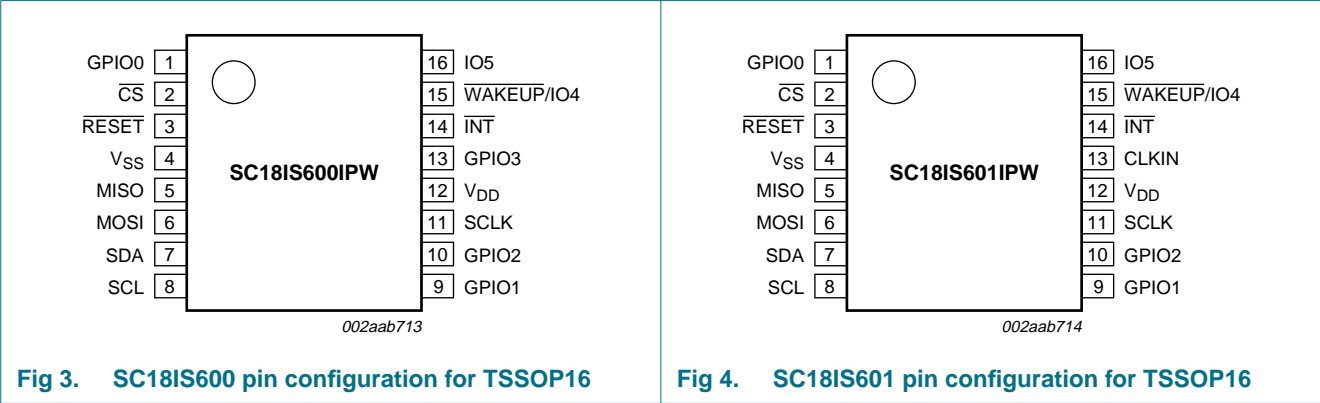 GPIO0 1
CS 2
RESET 3
VSS 4
MISO 5
MOSI 6
SDA 7
SCL 8
SC18IS600IPW
16 IO5
15 WAKEUP/IO4
14 INT
13 GPIO3
12 VDD
11 SCLK
10 GPIO2
9 GPIO1
002aab713
Fig 3. SC18IS600 pin configuration for TSSOP16
GPIO0 1
CS 2
RESET 3
VSS 4
MISO 5
MOSI 6
SDA 7
SCL 8
SC18IS601IPW
16 IO5
15 WAKEUP/IO4
14 INT
13 CLKIN
12 VDD
11 SCLK
10 GPIO2
9 GPIO1
002aab714
Fig 4. SC18IS601 pin configuration for TSSOP16